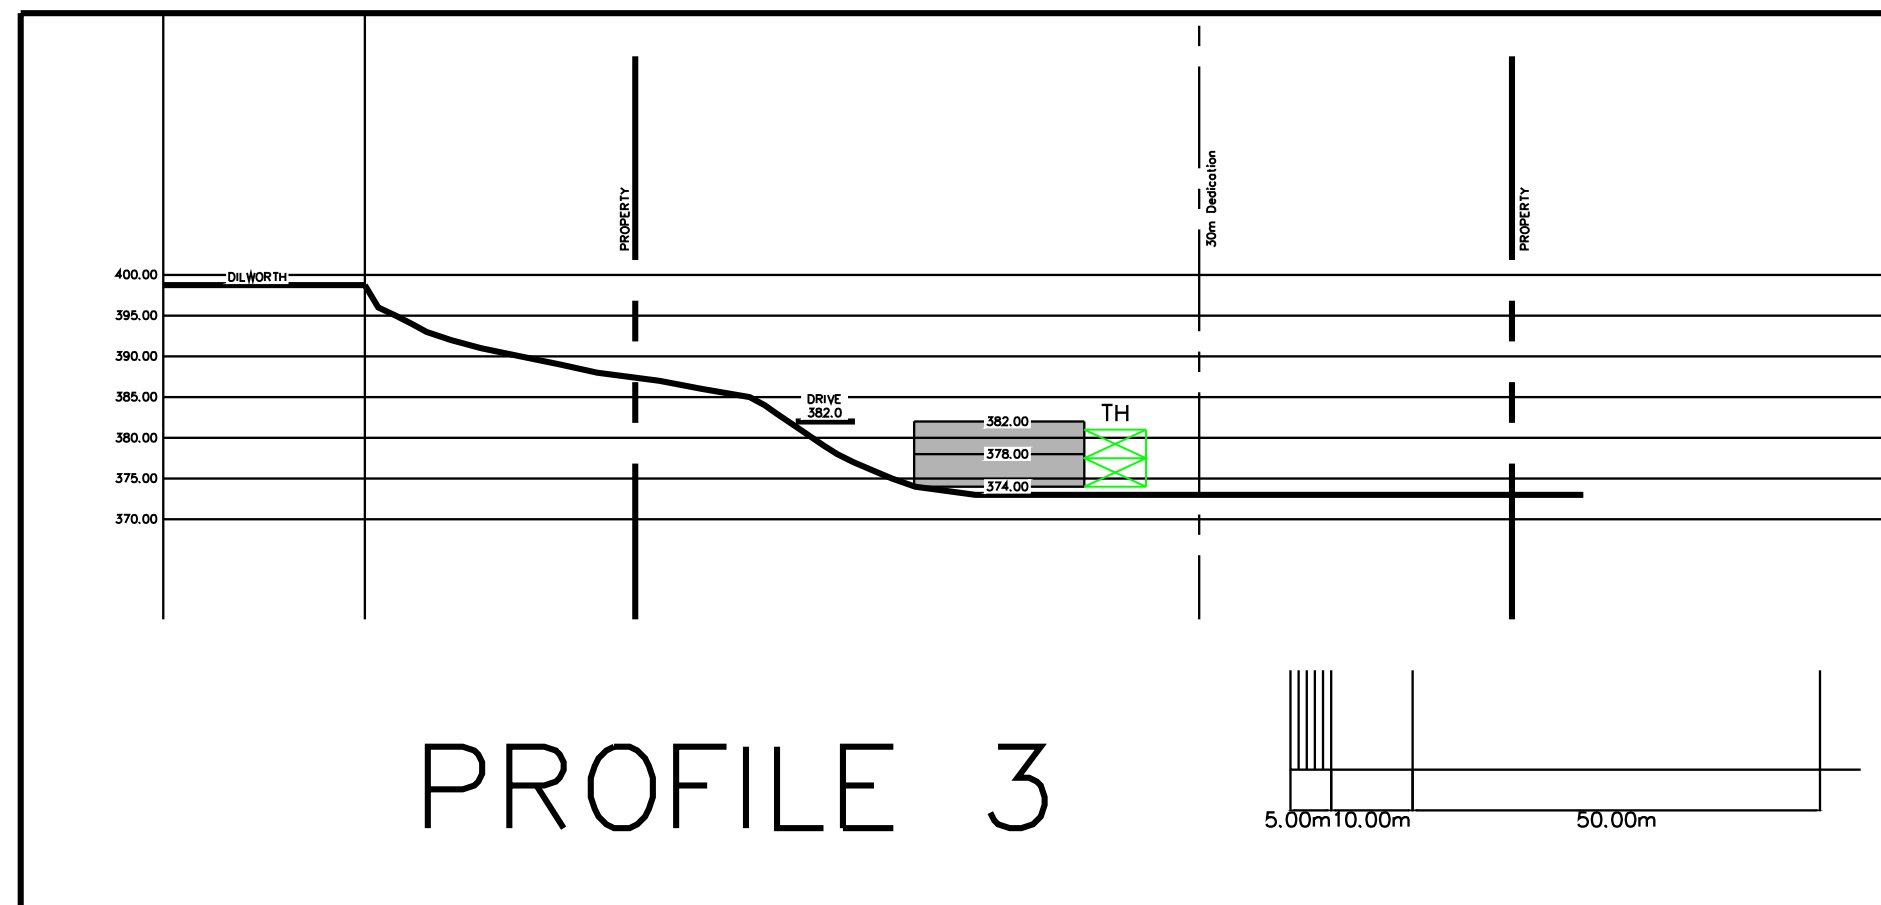 PROPERTY
30m Dedication
PROPERTY
400.00
DILWORTH
395.00
390.00
385.00
DRIVE
382.0
TH
382.00
380.00
378.00
375.00
374.00
370.00
PROFILE 3
5.00m 10.00m 50.00m